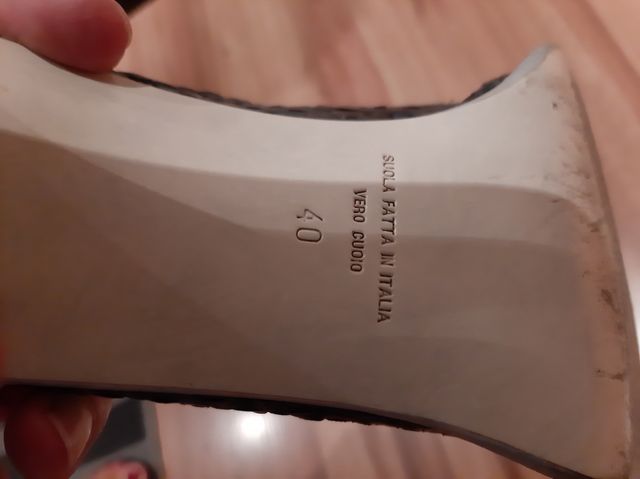 SUOLA FATTA IN ITALIA
VERO CUOIO
40